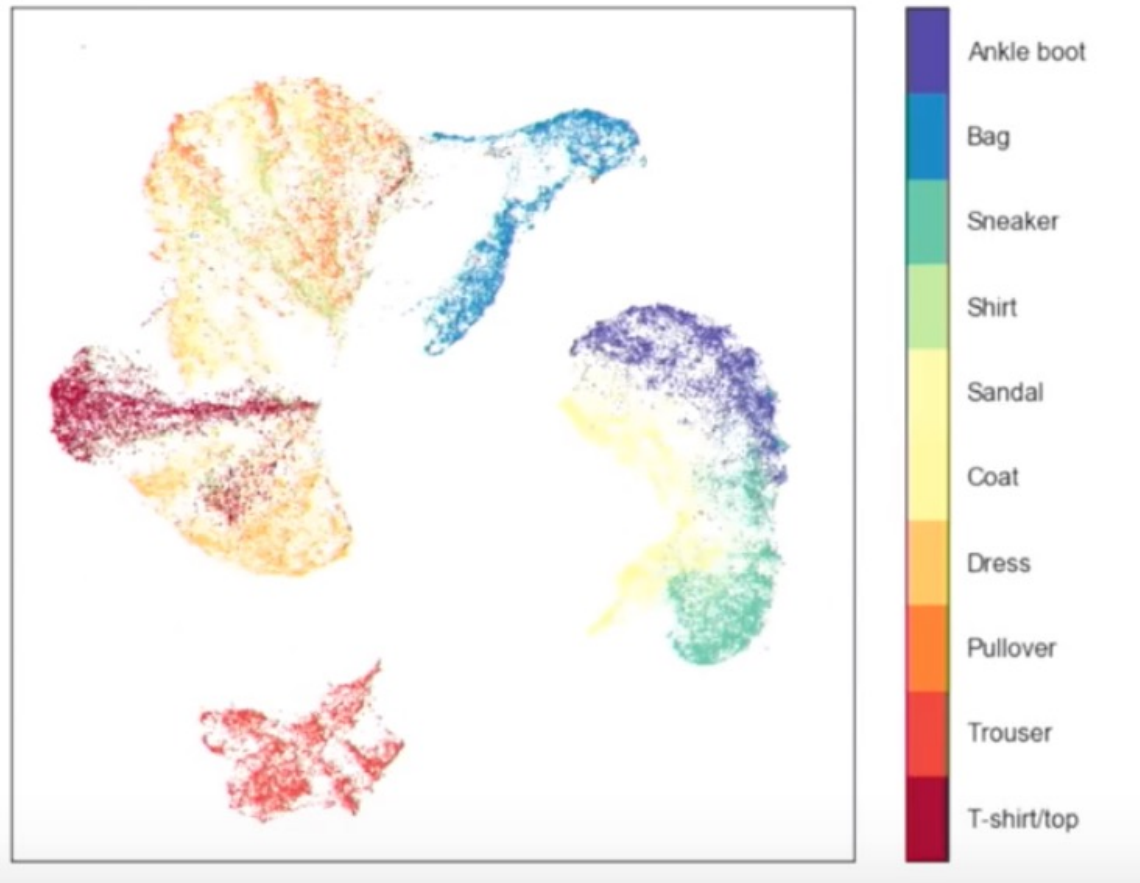 Ankle boot
Bag
Sneaker
Shirt
Sandal
Coat
Dress
Pullover
Trouser
T-shirt/top